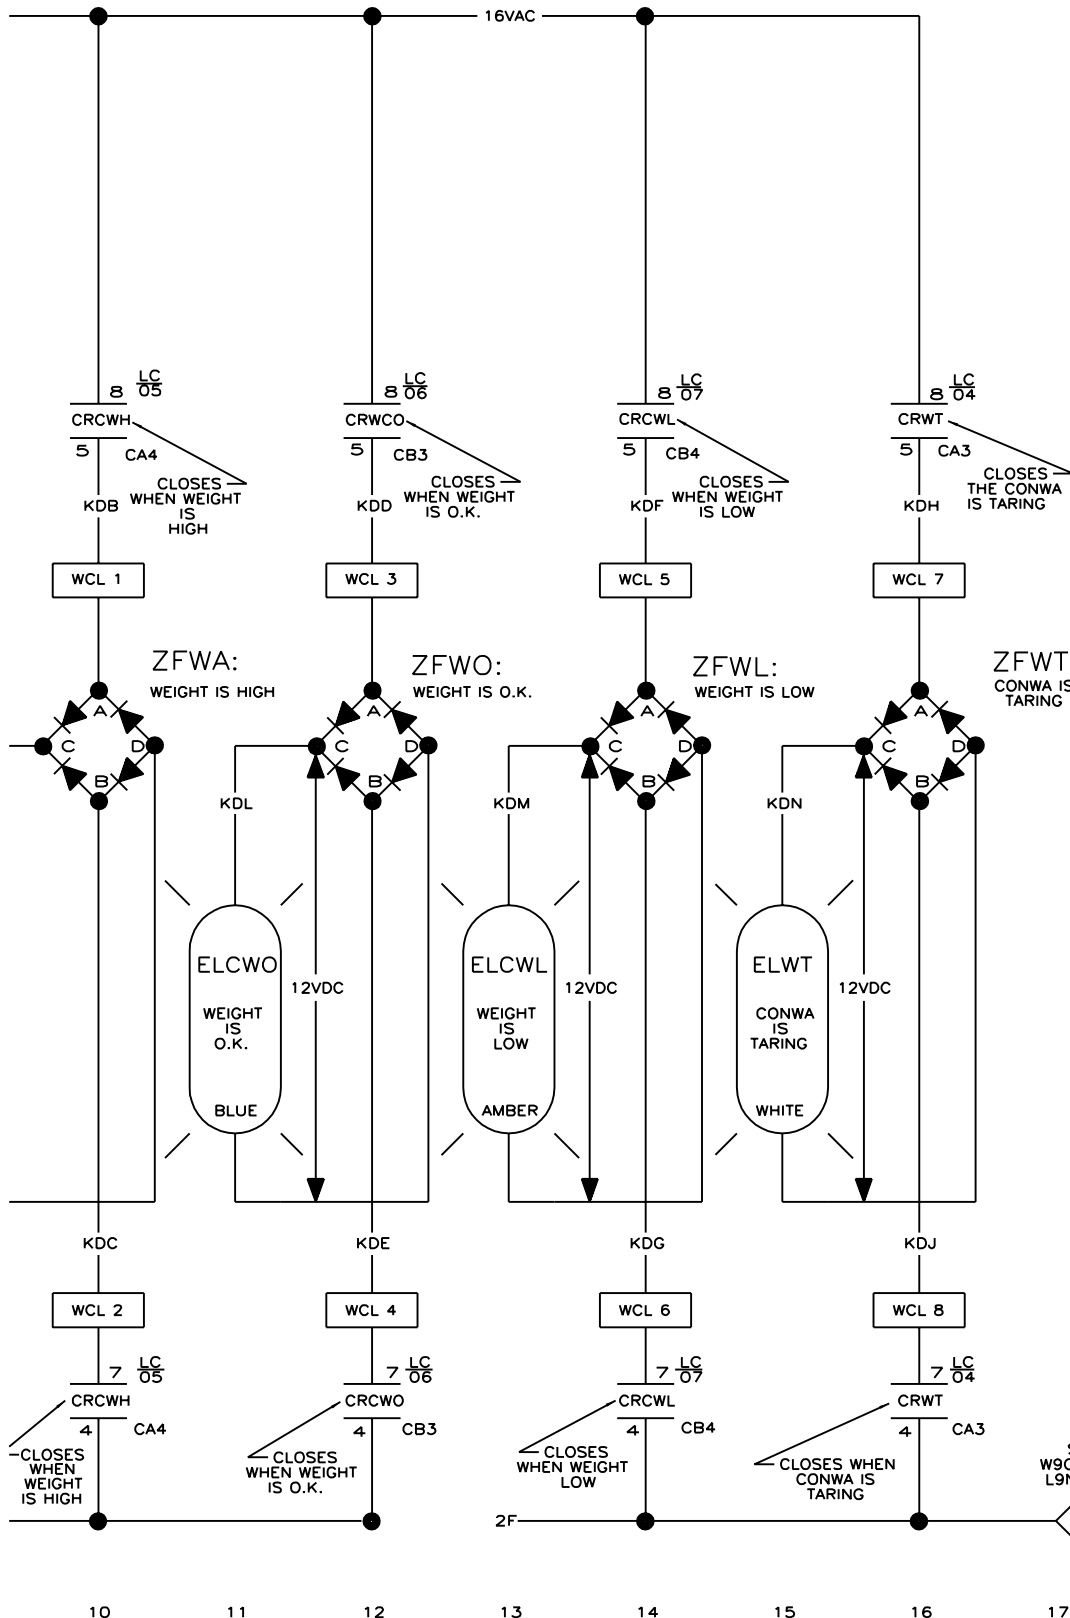 16VAC
8 LC 05
CRCWH
5 CA4
CLOSES
WHEN WEIGHT
IS
HIGH
KDB
WCL 1
8 LC 06
CRWCO
5 CB3
CLOSES
WHEN WEIGHT
IS O.K.
KDD
WCL 3
8 LC 07
CRCWL
5 CB4
CLOSES
WHEN WEIGHT
IS LOW
KDF
WCL 5
8 LC 04
CRWT
5 CA3
CLOSES
THE CONWA
IS TARING
KDH
WCL 7
ZFWA:
WEIGHT IS HIGH
A
C D
B
ZFWO:
WEIGHT IS O.K.
A
C D
B
ZFWL:
WEIGHT IS LOW
A
C D
B
ZFWT
CONWA IS
TARING
A
C D
B
KDL
ELCWO
WEIGHT
IS
O.K.
BLUE
12VDC
KDM
ELCWL
WEIGHT
IS
LOW
AMBER
12VDC
KDN
ELWT
CONWA
IS
TARING
WHITE
12VDC
KDC
WCL 2
7 LC 05
CRCWH
4 CA4
CLOSES
WHEN
WEIGHT
IS HIGH
KDE
WCL 4
7 LC 06
CRCWO
4 CB3
CLOSES
WHEN WEIGHT
IS O.K.
KDG
WCL 6
7 LC 07
CRCWL
4 CB4
CLOSES
WHEN WEIGHT
LOW
KDJ
WCL 8
7 LC 04
CRWT
4 CA3
CLOSES WHEN
CONWA IS
TARING
2F
10 11 12 13 14 15 16 17